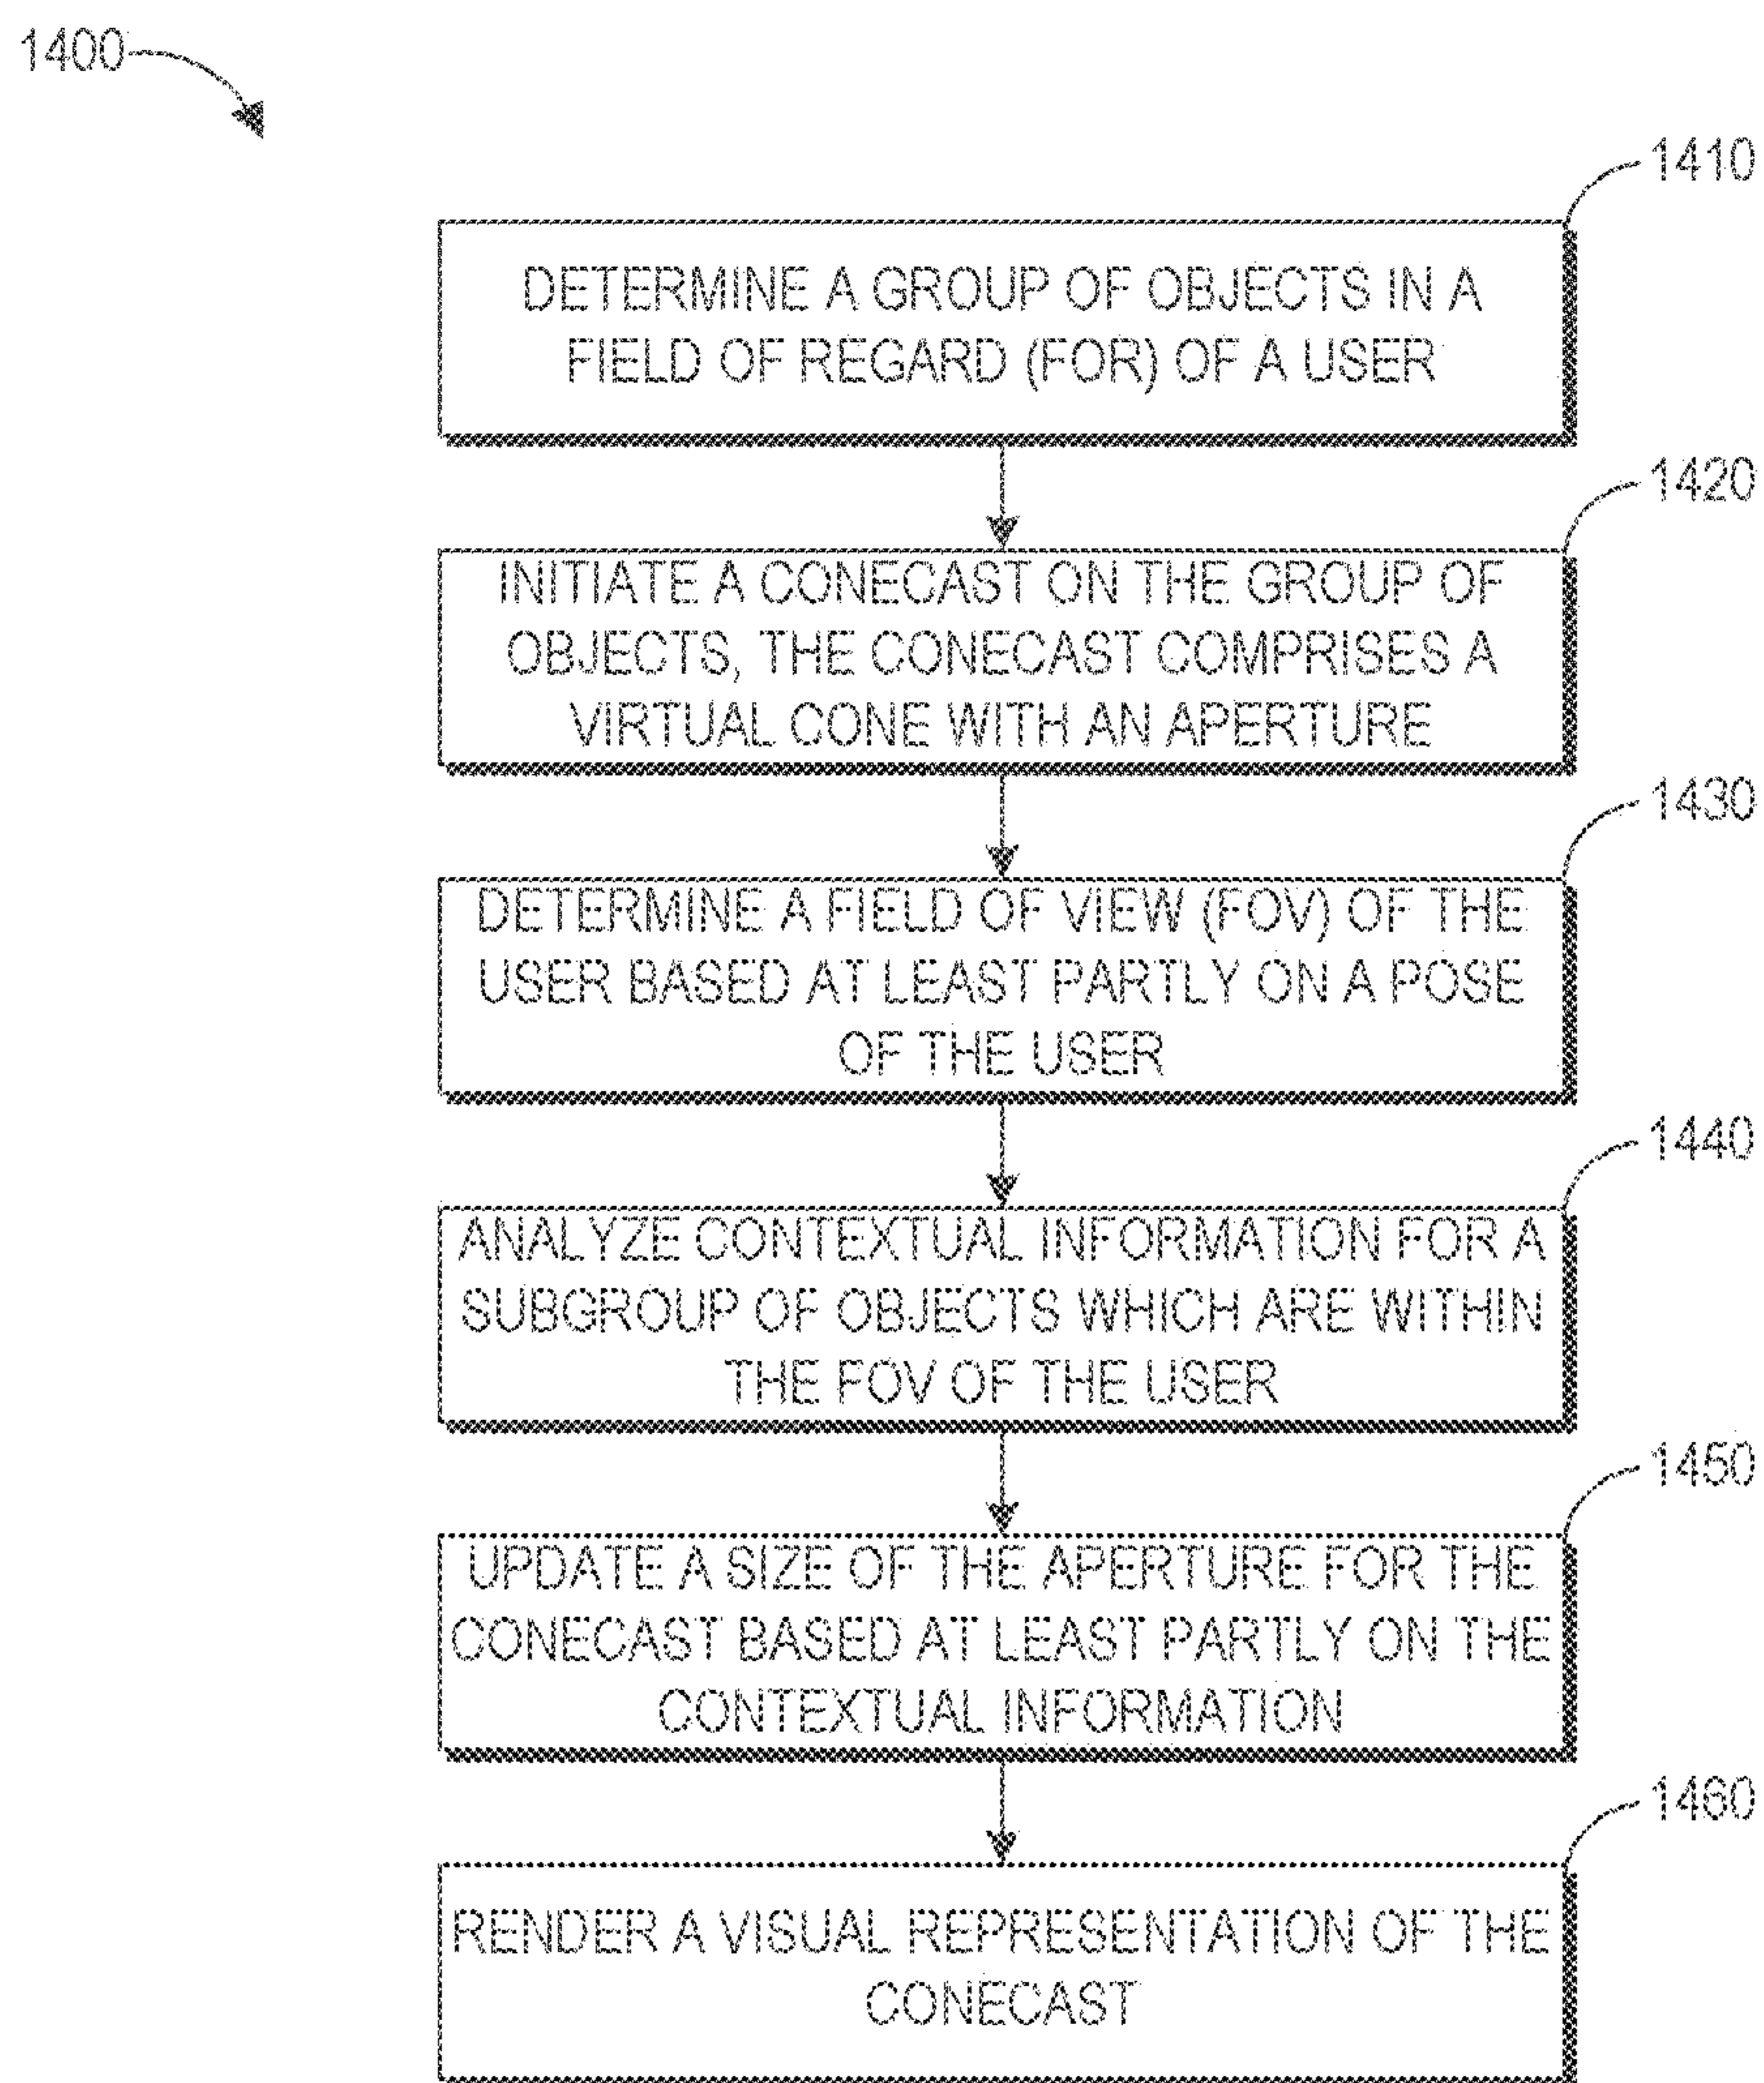 1400
1410
DETERMINE A GROUP OF OBJECTS IN A
FIELD OF REGARD (FOR) OF A USER
1420
INITIATE A CONECAST ON THE GROUP OF
OBJECTS, THE CONECAST COMPRISES A
VIRTUAL CONE WITH AN APERTURE
1430
DETERMINE A FIELD OF VIEW (FOV) OF THE
USER BASED AT LEAST PARTLY ON A POSE
OF THE USER
1440
ANALYZE CONTEXTUAL INFORMATION FOR A
SUBGROUP OF OBJECTS WHICH ARE WITHIN
THE FOV OF THE USER
1450
UPDATE A SIZE OF THE APERTURE FOR THE
CONECAST BASED AT LEAST PARTLY ON THE
CONTEXTUAL INFORMATION
1460
RENDER A VISUAL REPRESENTATION OF THE
CONECAST